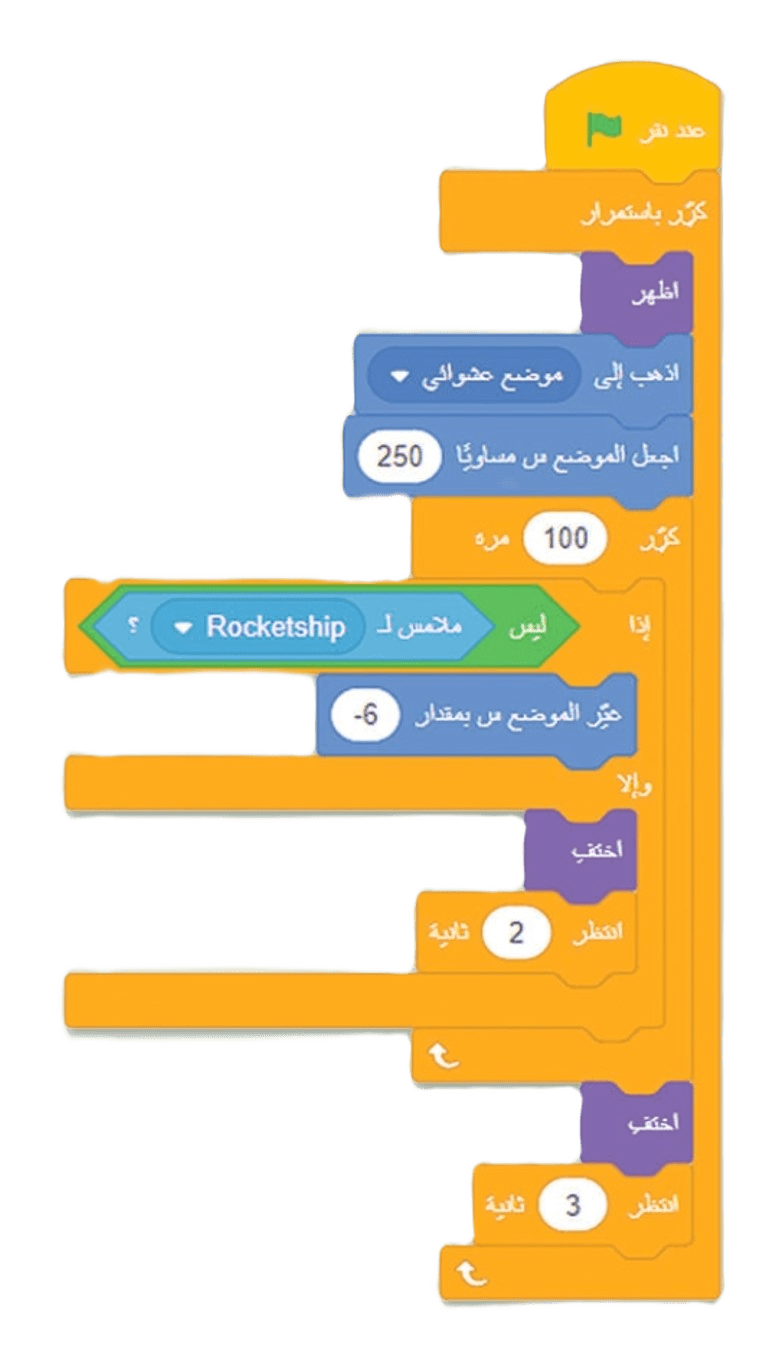 عند نقر
كرّر باستمرار
اظهر
اذهب إلى موضع عشوائي
اجعل الموضع س مساويًا 250
كرّر 100 مره
إذا ليس ملامس لـ Rocketship ؟
غيّر الموضع س بمقدار -6
وإلا
اختفِ
انتظر 2 ثانية
اختفِ
انتظر 3 ثانية